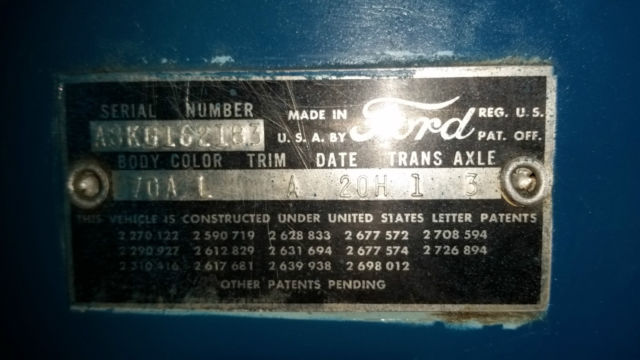 SERIAL NUMBER MADE IN Ford REG. U.S.
A8KG162183 U.S.A. BY PAT. OFF.
BODY COLOR TRIM DATE TRANS AXLE
70A L A 20H 1 3
THIS VEHICLE IS CONSTRUCTED UNDER UNITED STATES LETTER PATENTS
2 270 122 2 590 719 2 628 833 2 677 572 2 708 594
2 290 927 2 612 829 2 631 694 2 677 574 2 726 894
2 310 416 2 617 681 2 639 938 2 698 012
OTHER PATENTS PENDING